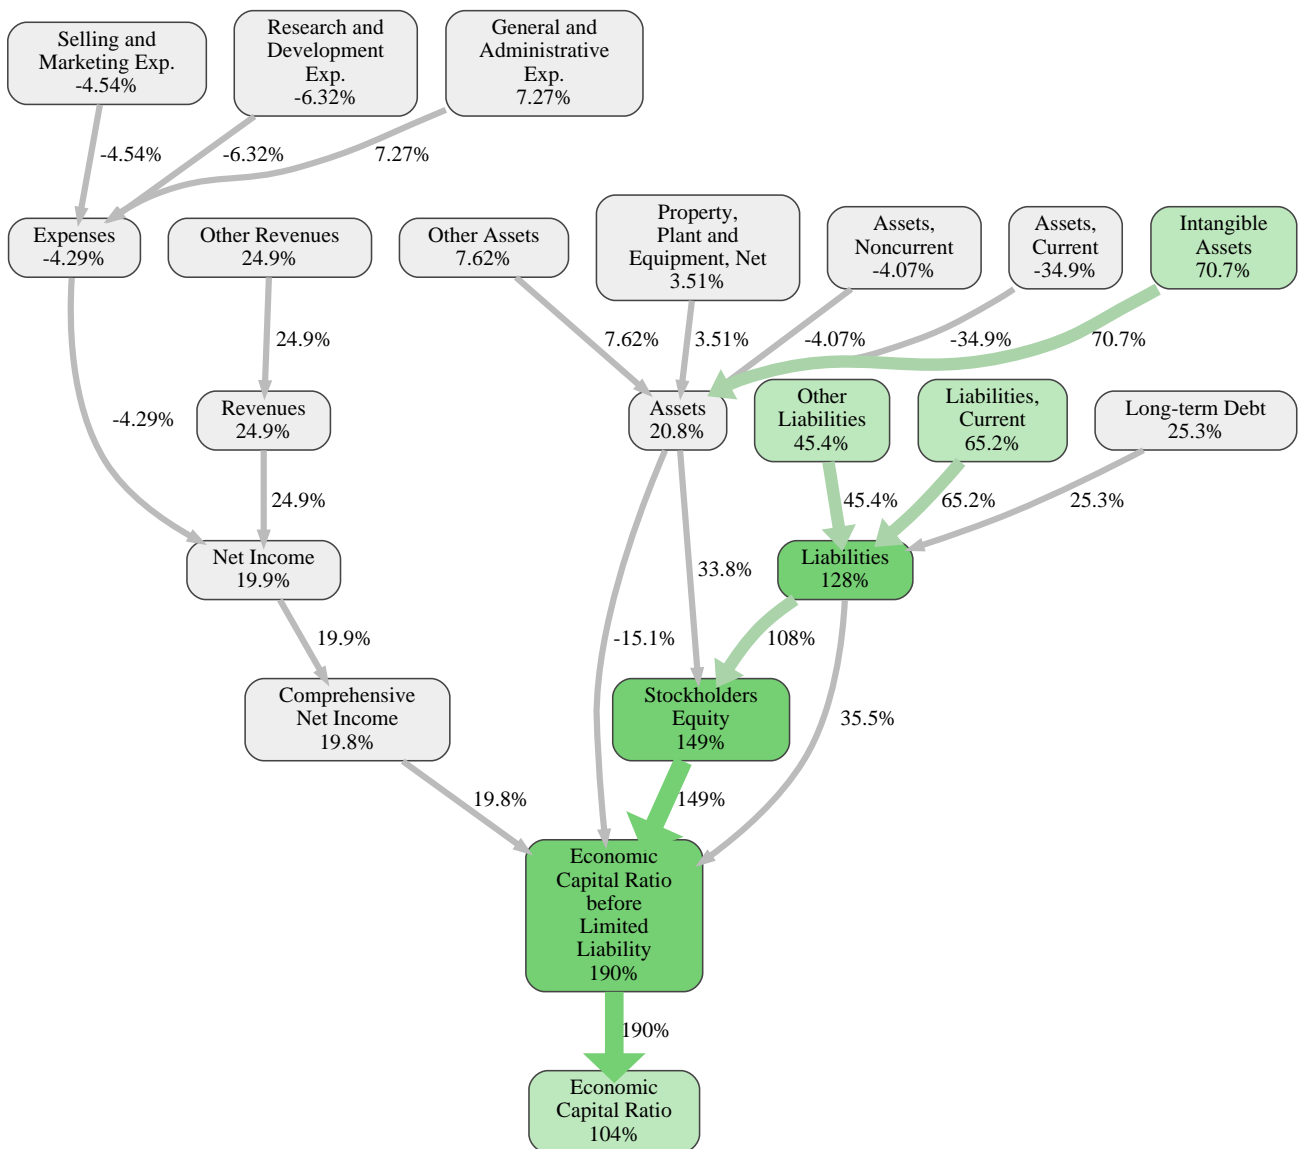 Selling and
Marketing Exp.
-4.54%
Research and
Development
Exp.
-6.32%
General and
Administrative
Exp.
7.27%
-4.54%
-6.32%
7.27%
Expenses
-4.29%
Other Revenues
24.9%
Other Assets
7.62%
Property,
Plant and
Equipment, Net
3.51%
Assets,
Noncurrent
-4.07%
Assets,
Current
-34.9%
Intangible
Assets
70.7%
24.9%
7.62%
3.51%
-4.07%
-34.9%
70.7%
-4.29%
Revenues
24.9%
Assets
20.8%
Other
Liabilities
45.4%
Liabilities,
Current
65.2%
Long-term Debt
25.3%
24.9%
45.4%
65.2%
25.3%
Net Income
19.9%
33.8%
Liabilities
128%
19.9%
-15.1%
108%
Comprehensive
Net Income
19.8%
Stockholders
Equity
149%
35.5%
19.8%
149%
Economic
Capital Ratio
before
Limited
Liability
190%
190%
Economic
Capital Ratio
104%